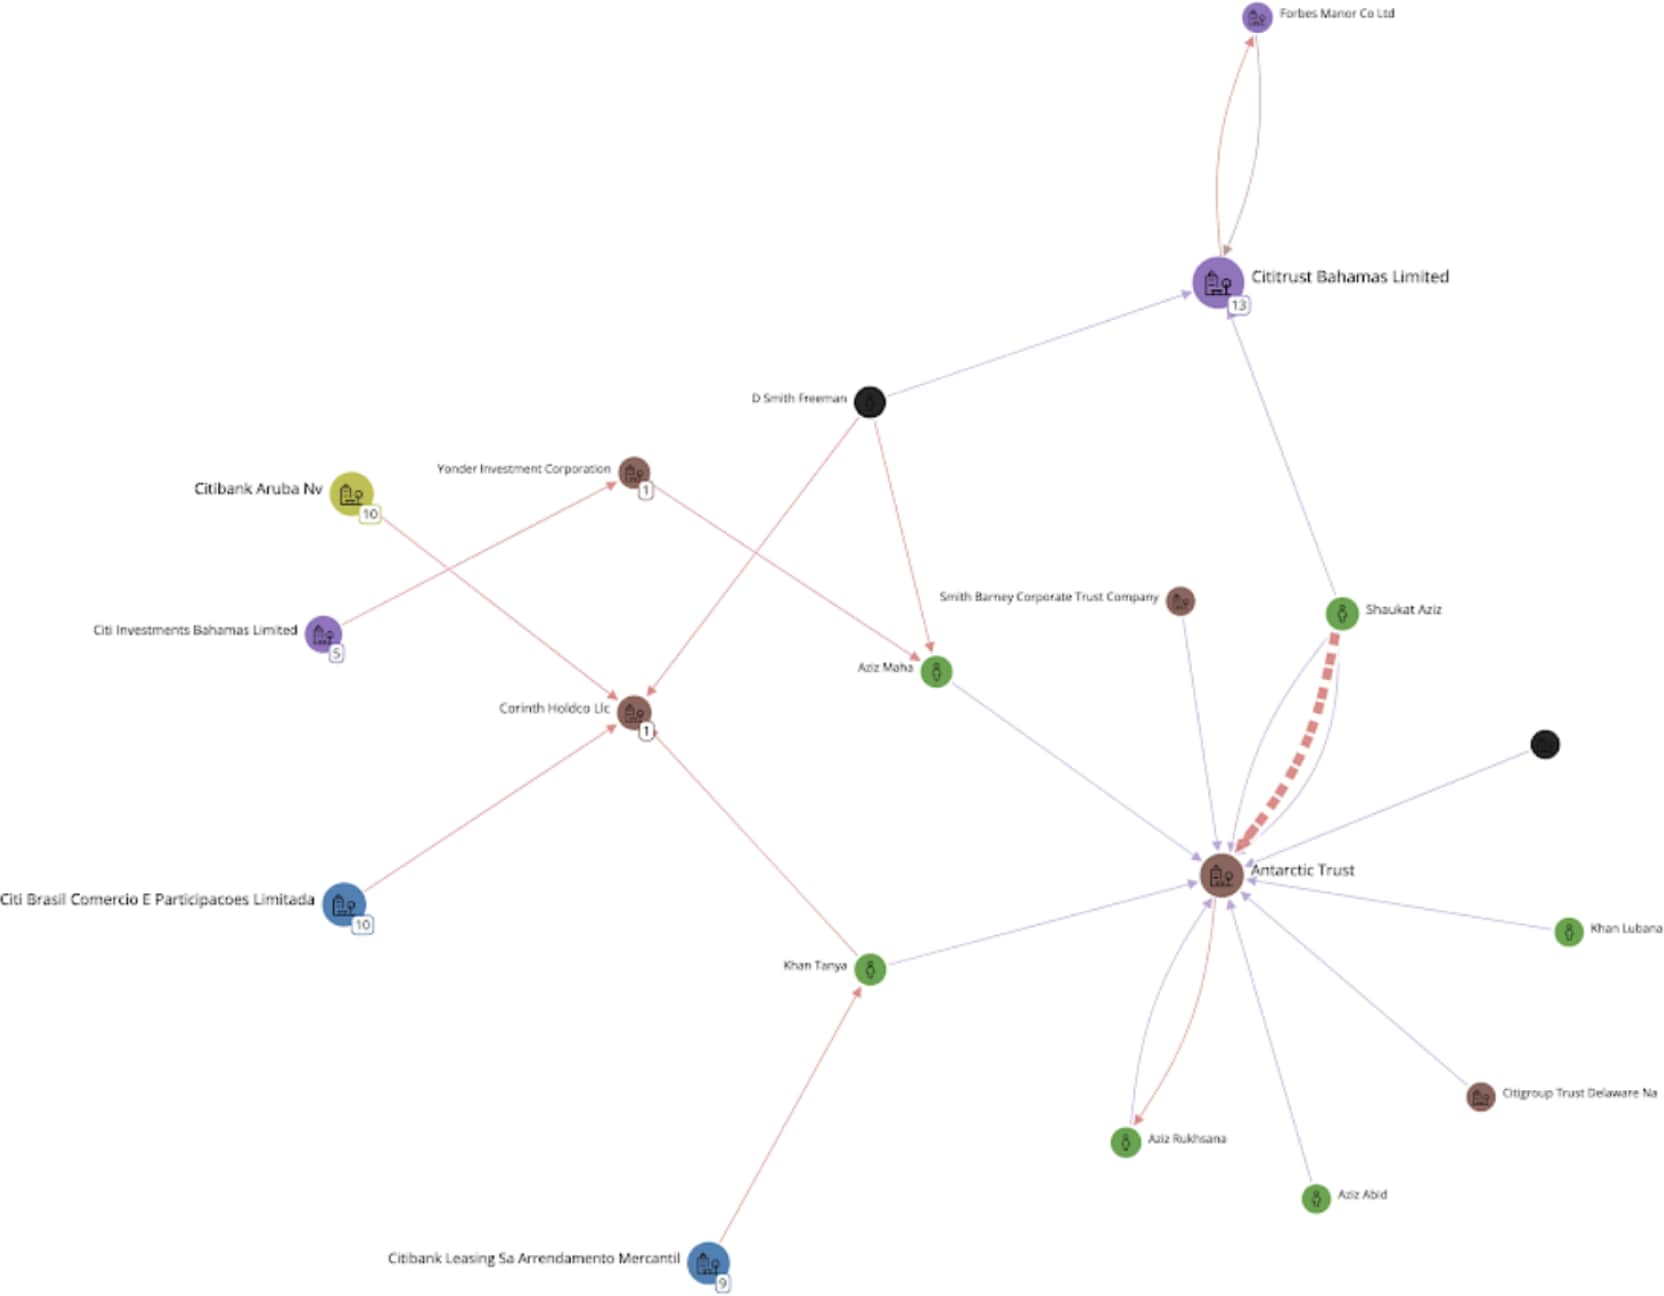 Forbes Manor Co Ltd
Cititrust Bahamas Limited
13
D Smith Freeman
Yonder Investment Corporation
1
Citibank Aruba Nv
10
Smith Barney Corporate Trust Company
Shaukat Aziz
Citi Investments Bahamas Limited
5
Aziz Maha
Corinth Holdco Llc
1
Antarctic Trust
Citi Brasil Comercio E Participacoes Limitada
10
Khan Lubana
Khan Tanya
Citigroup Trust Delaware Na
Aziz Rukhsana
Aziz Abid
Citibank Leasing Sa Arrendamento Mercantil
9